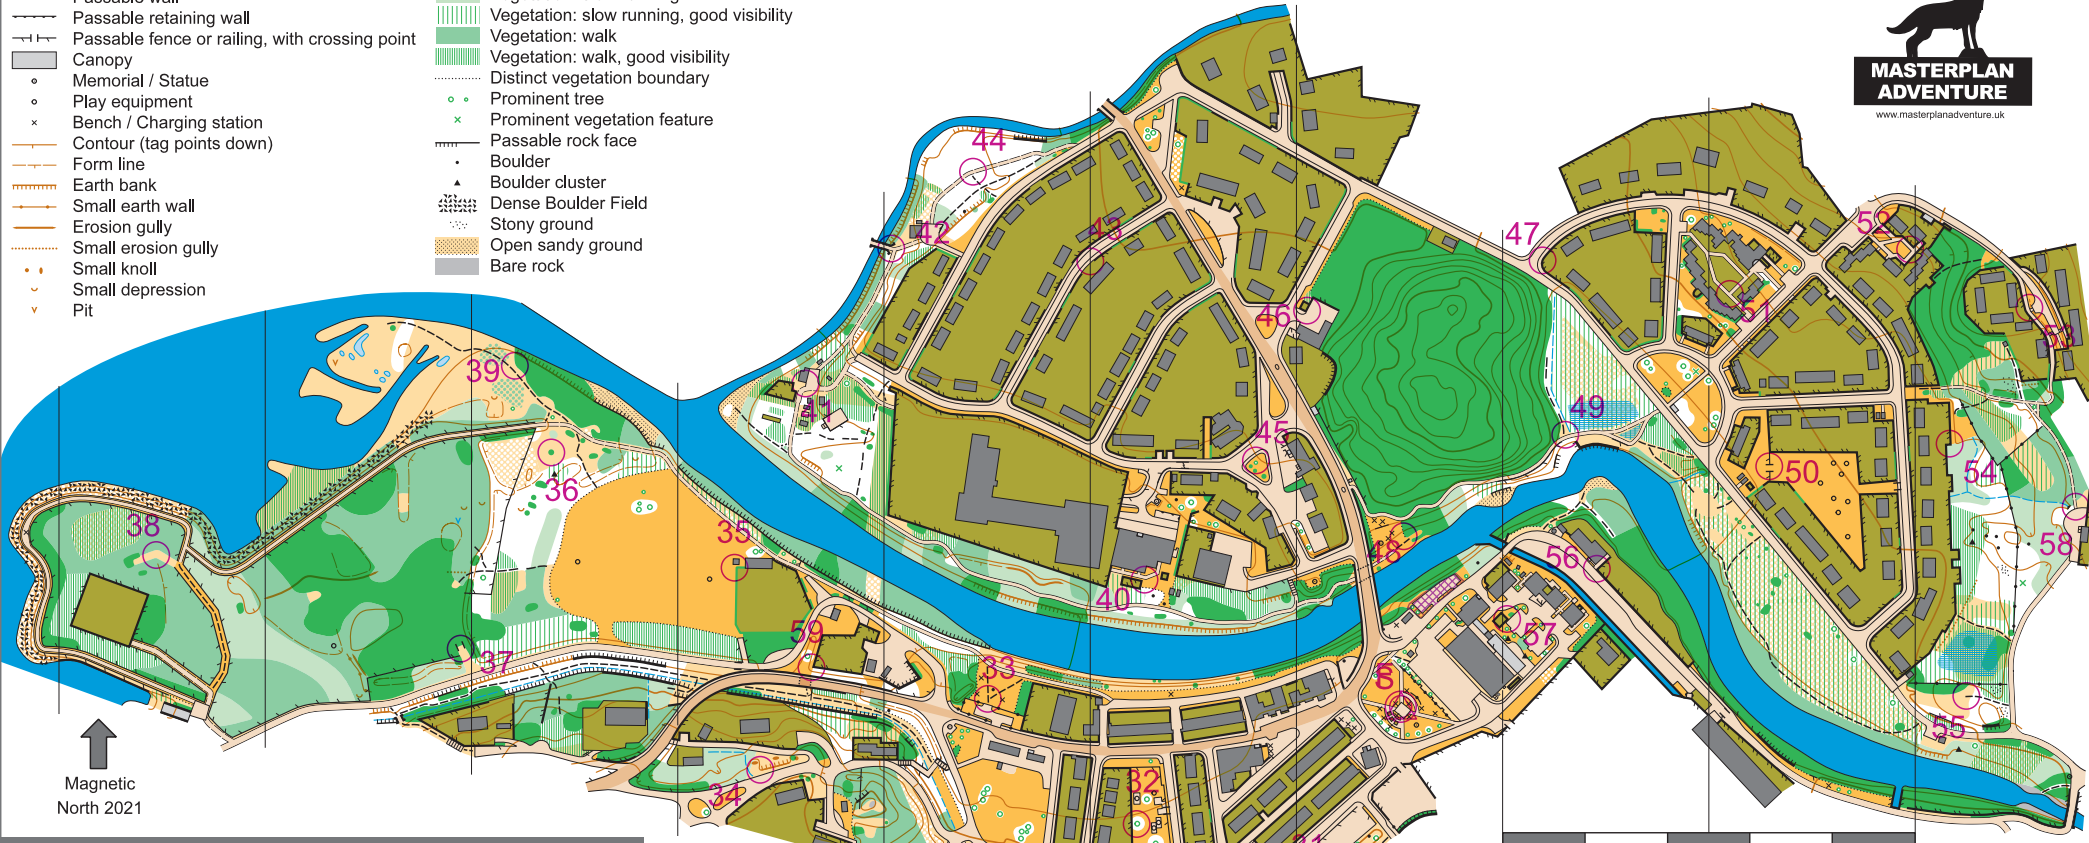 Passable wall
Passable retaining wall
Passable fence or railing, with crossing point
Canopy
Memorial / Statue
Play equipment
Bench / Charging station
Contour (tag points down)
Form line
Earth bank
Small earth wall
Erosion gully
Small erosion gully
Small knoll
Small depression
Pit
Vegetation: slow running, good visibility
Vegetation: walk
Vegetation: walk, good visibility
Distinct vegetation boundary
Prominent tree
Prominent vegetation feature
Passable rock face
Boulder
Boulder cluster
Dense Boulder Field
Stony ground
Open sandy ground
Bare rock
MASTERPLAN
ADVENTURE
www.masterplanadventure.uk
44
42
43
47
52
46
51
53
39
41
49
45
50
54
36
38
35
48
56
58
40
59
57
37
33
S
55
34
32
31
Magnetic
North 2021